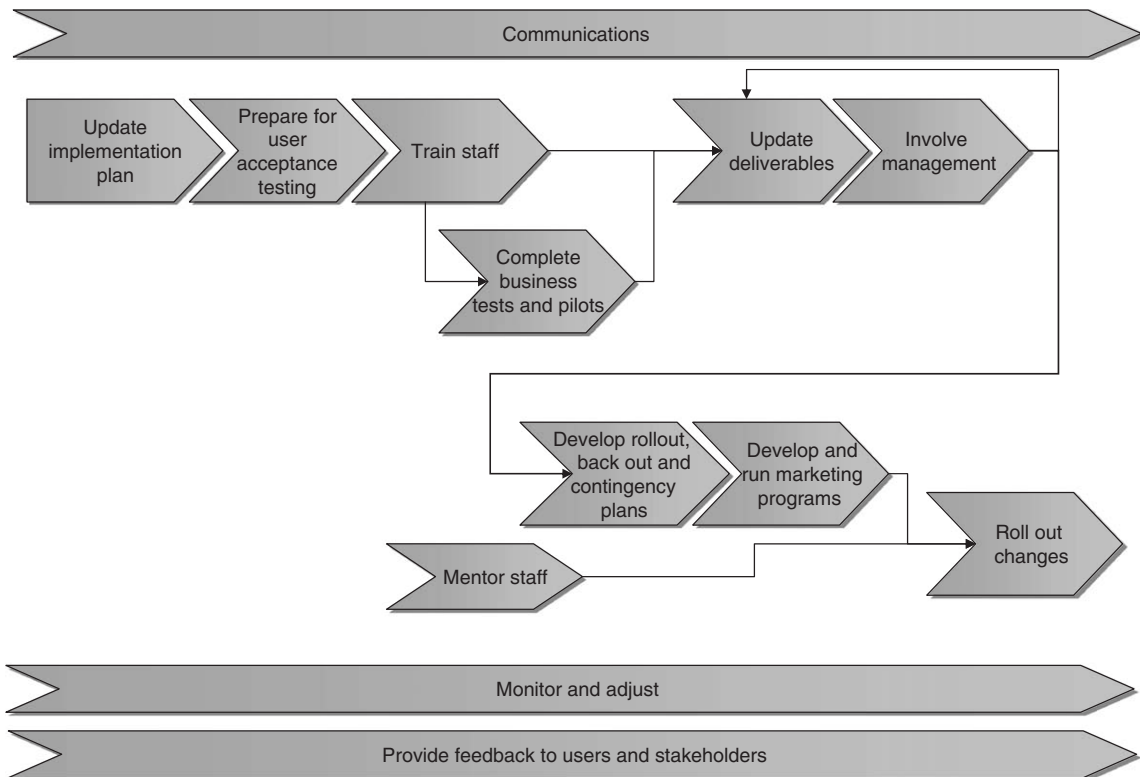 Communications
Update
implementation
plan
Prepare for
user
acceptance
testing
Train staff
Update
deliverables
Involve
management
Complete
business
tests and pilots
Develop rollout,
back out and
contingency
plans
Develop and
run marketing
programs
Roll out
changes
Mentor staff
Monitor and adjust
Provide feedback to users and stakeholders